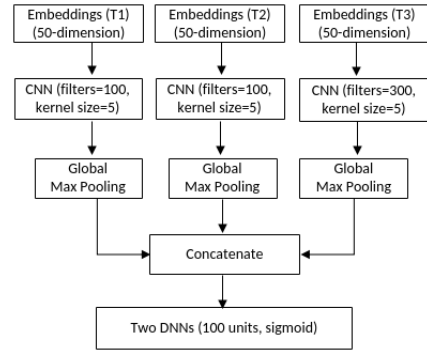 Embeddings (T1)
(50-dimension)
Embeddings (T2)
(50-dimension)
Embeddings (T3)
(50-dimension)
CNN (filters=100,
kernel size=5)
CNN (filters=100,
kernel size=5)
CNN (filters=300,
kernel size=5)
Global
Max Pooling
Global
Max Pooling
Global
Max Pooling
Concatenate
Two DNNs (100 units, sigmoid)